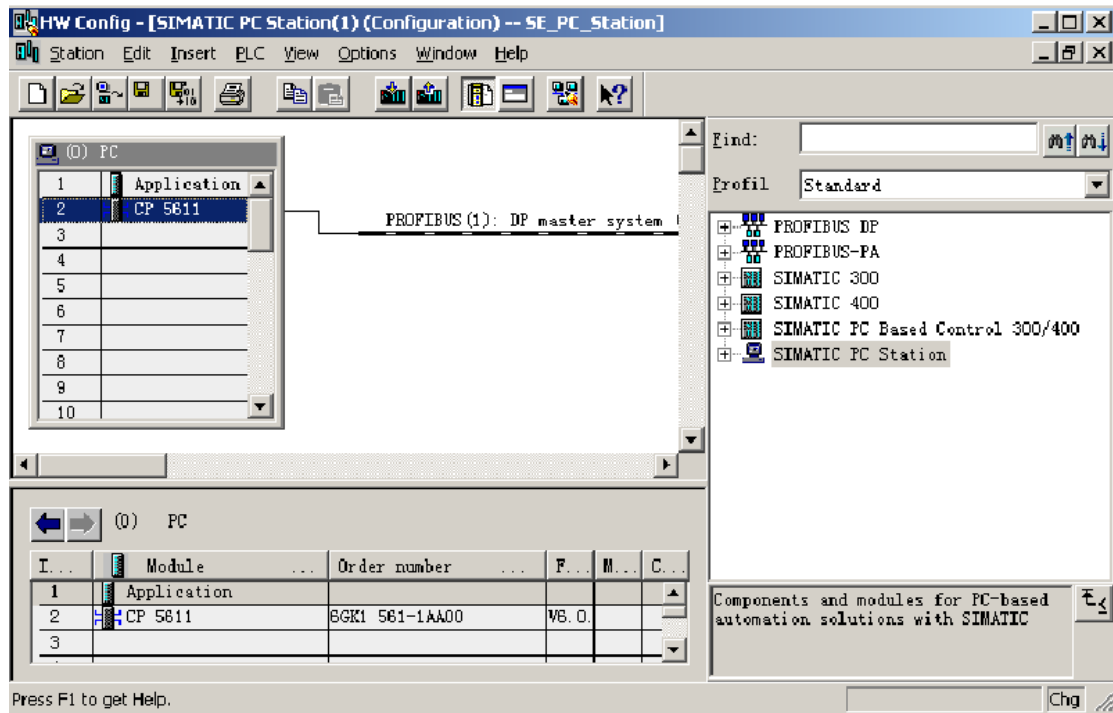 HW Config - [SIMATIC PC Station(1) (Configuration) -- SE_PC_Station]
Station Edit Insert PLC View Options Window Help
(0) PC
1 Application
2 CP 5611
3
4
5
6
7
8
9
10
PROFIBUS(1): DP master system
Find:
Profil Standard
PROFIBUS DP
PROFIBUS-PA
SIMATIC 300
SIMATIC 400
SIMATIC PC Based Control 300/400
SIMATIC PC Station
(0) PC
I... Module ... Order number ... F... M... C...
1 Application
2 CP 5611 6GK1 561-1AA00 V6.0.
3
Components and modules for PC-based
automation solutions with SIMATIC
Press F1 to get Help.
Chg